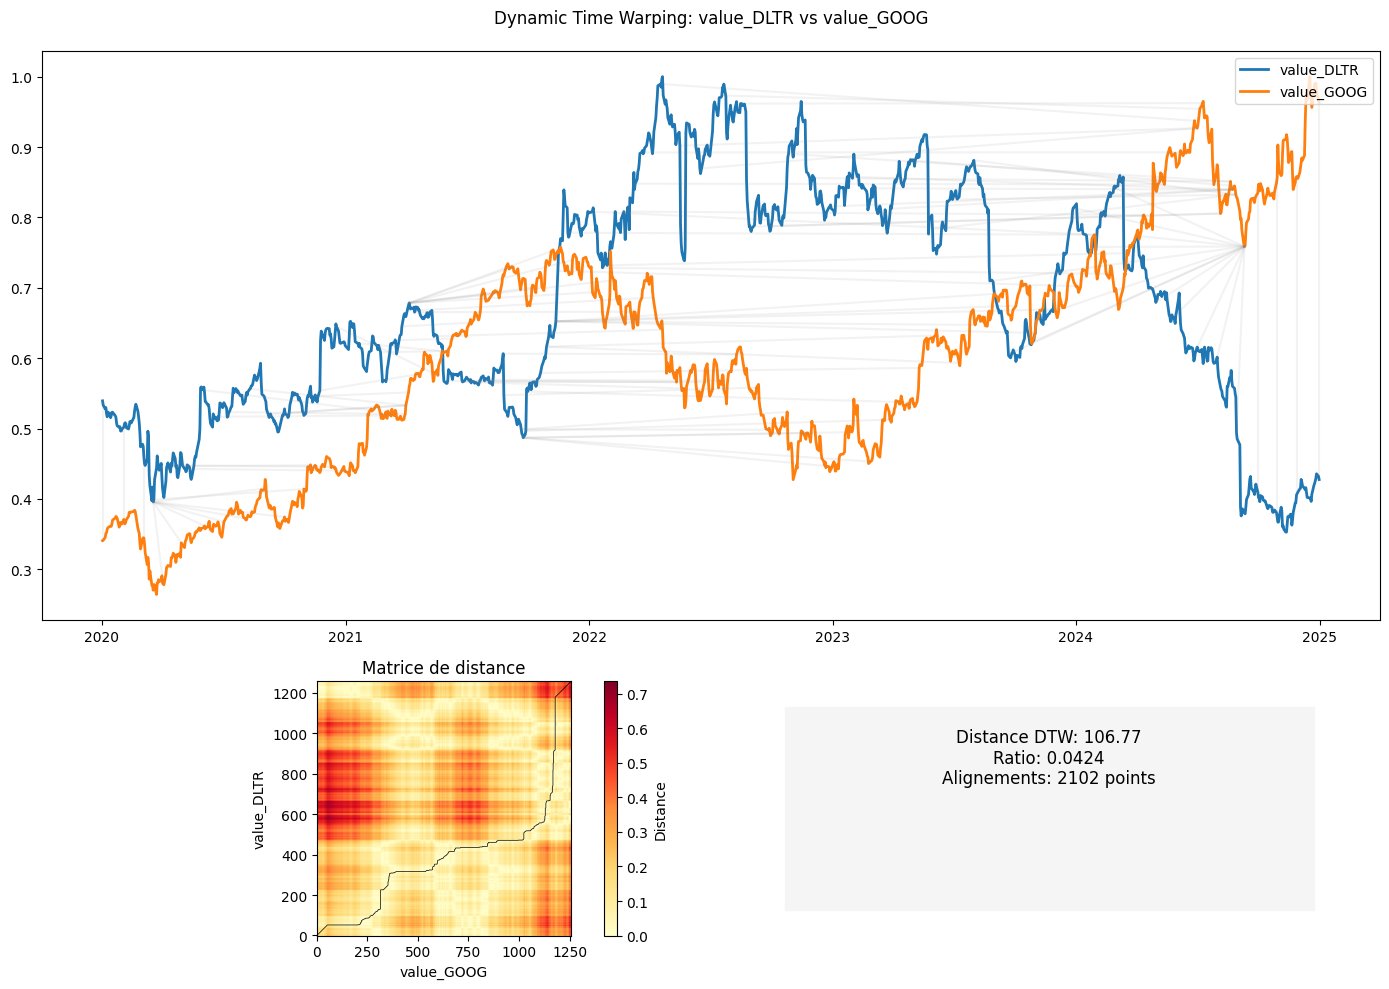 Dynamic Time Warping: value_DLTR vs value_GOOG
value_DLTR
value_GOOG
1.0
0.9
0.8
0.7
0.6
0.5
0.4
0.3
2020 2021 2022 2023 2024 2025
Matrice de distance
value_DLTR
1200
1000
800
600
400
200
0
0 250 500 750 1000 1250
value_GOOG
0.7
0.6
0.5
0.4
0.3
0.2
0.1
0.0
Distance
Distance DTW: 106.77
Ratio: 0.0424
Alignements: 2102 points